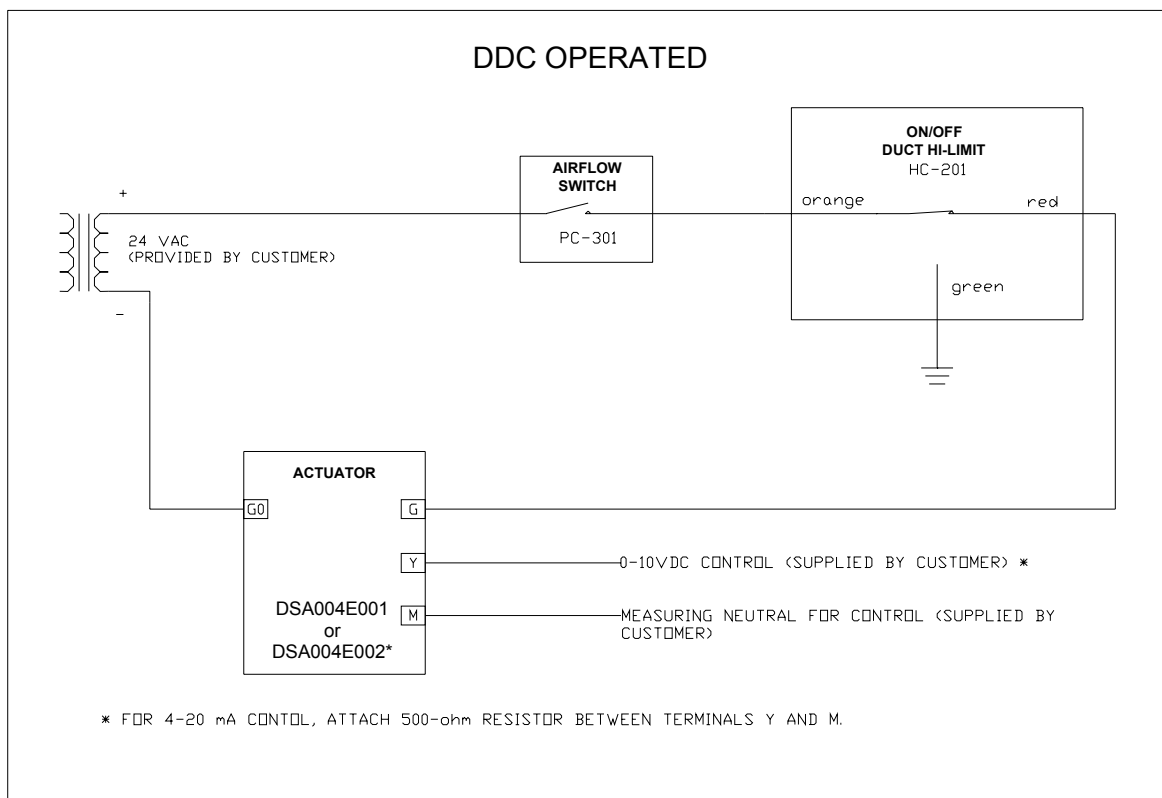 DDC OPERATED
ON/OFF
DUCT HI-LIMIT
HC-201
AIRFLOW
SWITCH
PC-301
orange
red
green
+
24 VAC
(PROVIDED BY CUSTOMER)
-
ACTUATOR
G0
G
Y
0-10VDC CONTROL (SUPPLIED BY CUSTOMER) *
M
MEASURING NEUTRAL FOR CONTROL (SUPPLIED BY
CUSTOMER)
DSA004E001
or
DSA004E002*
* FOR 4-20 mA CONTOL, ATTACH 500-ohm RESISTOR BETWEEN TERMINALS Y AND M.